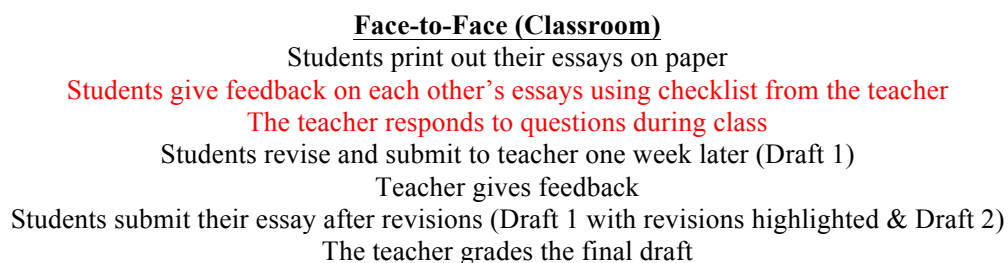 Face-to-Face (Classroom)
Students print out their essays on paper
Students give feedback on each other’s essays using checklist from the teacher
The teacher responds to questions during class
Students revise and submit to teacher one week later (Draft 1)
Teacher gives feedback
Students submit their essay after revisions (Draft 1 with revisions highlighted & Draft 2)
The teacher grades the final draft